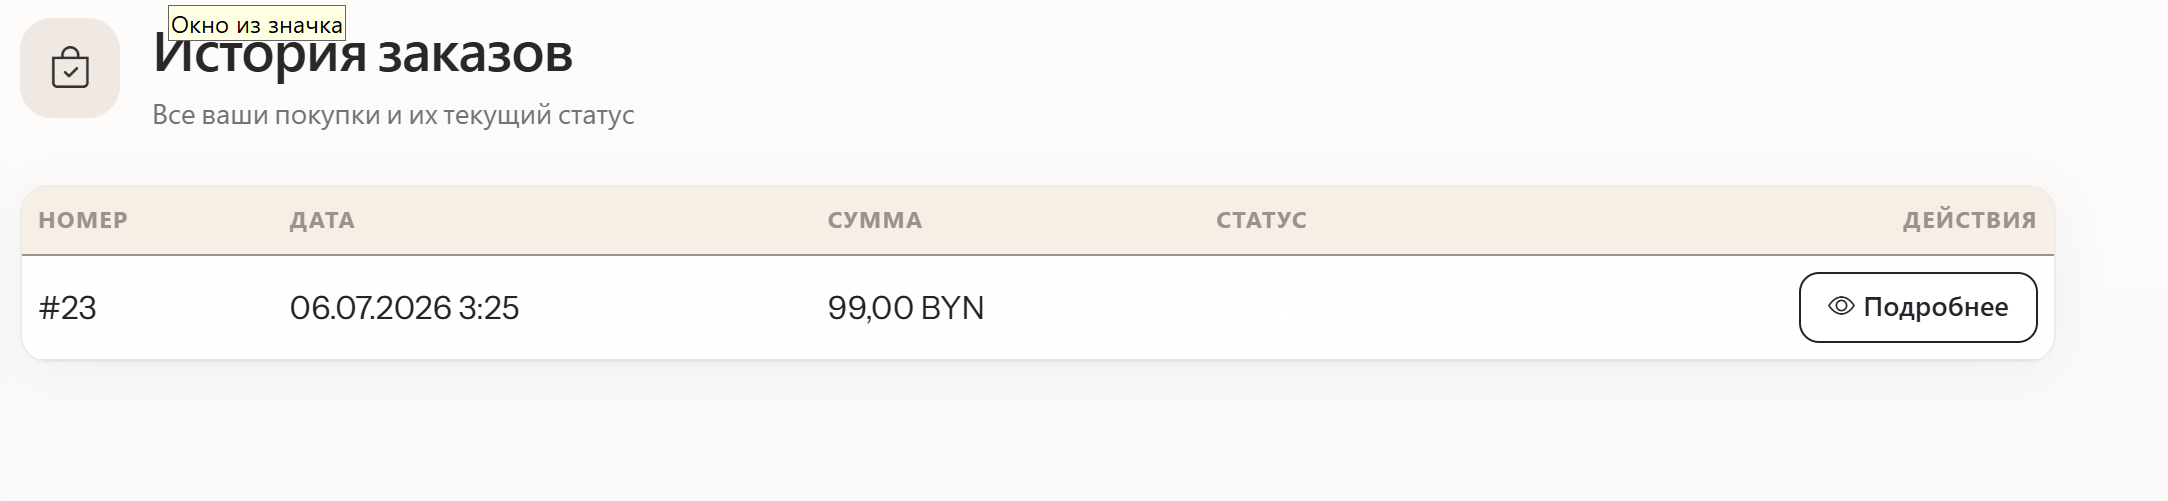 Окно из значка
История заказов
Все ваши покупки и их текущий статус
НОМЕР ДАТА СУММА СТАТУС ДЕЙСТВИЯ
#23 06.07.2026 3:25 99,00 BYN Подробнее